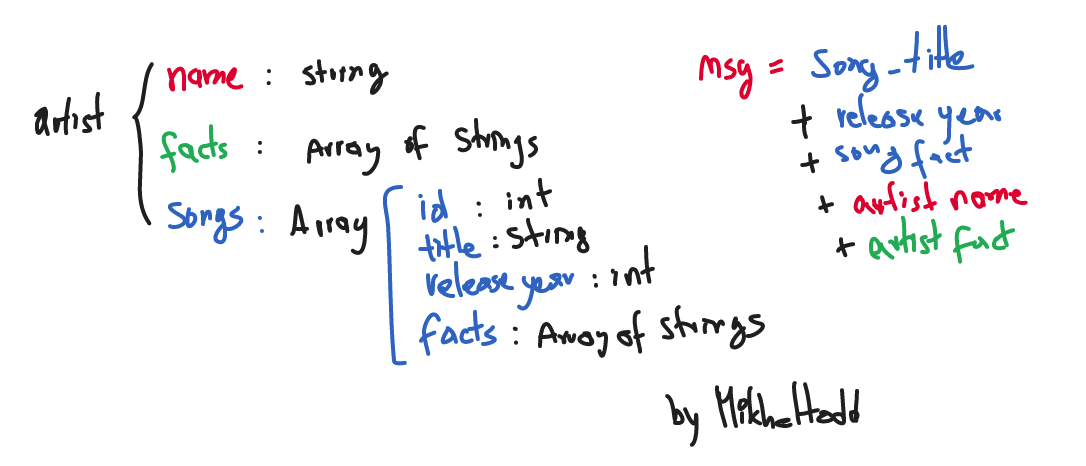 artist
name : string
facts : Array of Strings
Songs : Array
id : int
title : string
release year : int
facts : Array of strings
msg = Song_title
+ release year
+ song fact
+ artist name
+ artist fact
by